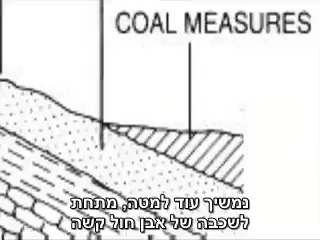 COAL MEASURES
נמשיך עוד למטה, מתחת
לשכבה של אבן חול קשה